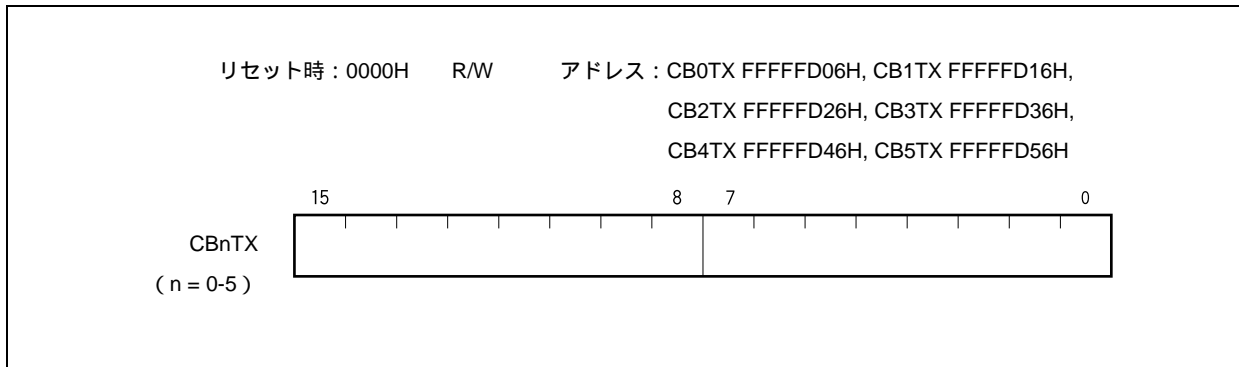 リセット時：0000H　R/W　アドレス：CB0TX FFFFFD06H, CB1TX FFFFFD16H,
CB2TX FFFFFD26H, CB3TX FFFFFD36H,
CB4TX FFFFFD46H, CB5TX FFFFFD56H
15 8 7 0
CBnTX
（n = 0-5）